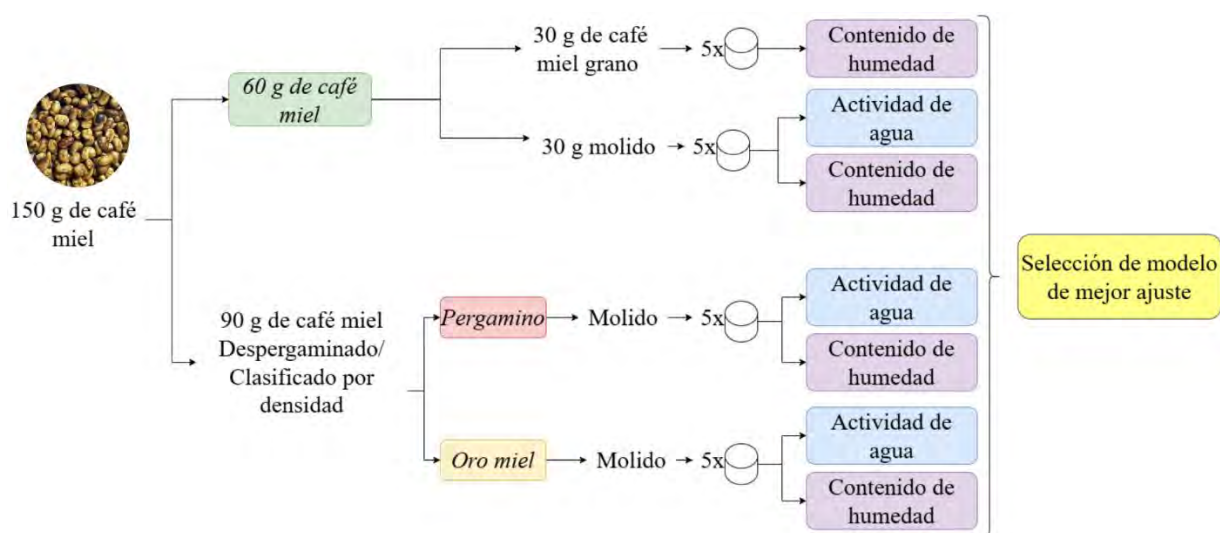 150 g de café
miel
60 g de café
miel
30 g de café
miel grano
5x
Contenido de
humedad
30 g molido
5x
Actividad de
agua
Contenido de
humedad
90 g de café miel
Despergaminado/
Clasificado por
densidad
Pergamino
Molido
5x
Actividad de
agua
Contenido de
humedad
Oro miel
Molido
5x
Actividad de
agua
Contenido de
humedad
Selección de modelo
de mejor ajuste